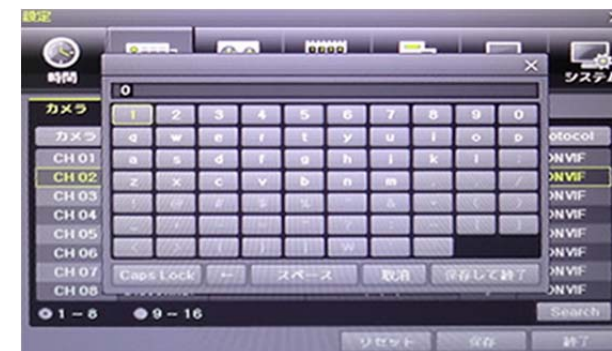 設定
時間
システム
×
0
カメラ
1 2 3 4 5 6 7 8 9 0
カメラ
q w e r t y u i o p
otocol
CH 01
a s d f g h j k l ;
ONVIF
CH 02
z x c v b n m , . /
ONVIF
CH 03
! @ # $ %
&
( )
ONVIF
CH 04
ONVIF
CH 05
ONVIF
CH 06
ONVIF
CH 07
Caps Lock ← スペース 取消 保存して終了
ONVIF
CH 08
ONVIF
1 - 8 9 - 16
Search
リセット 保存 終了